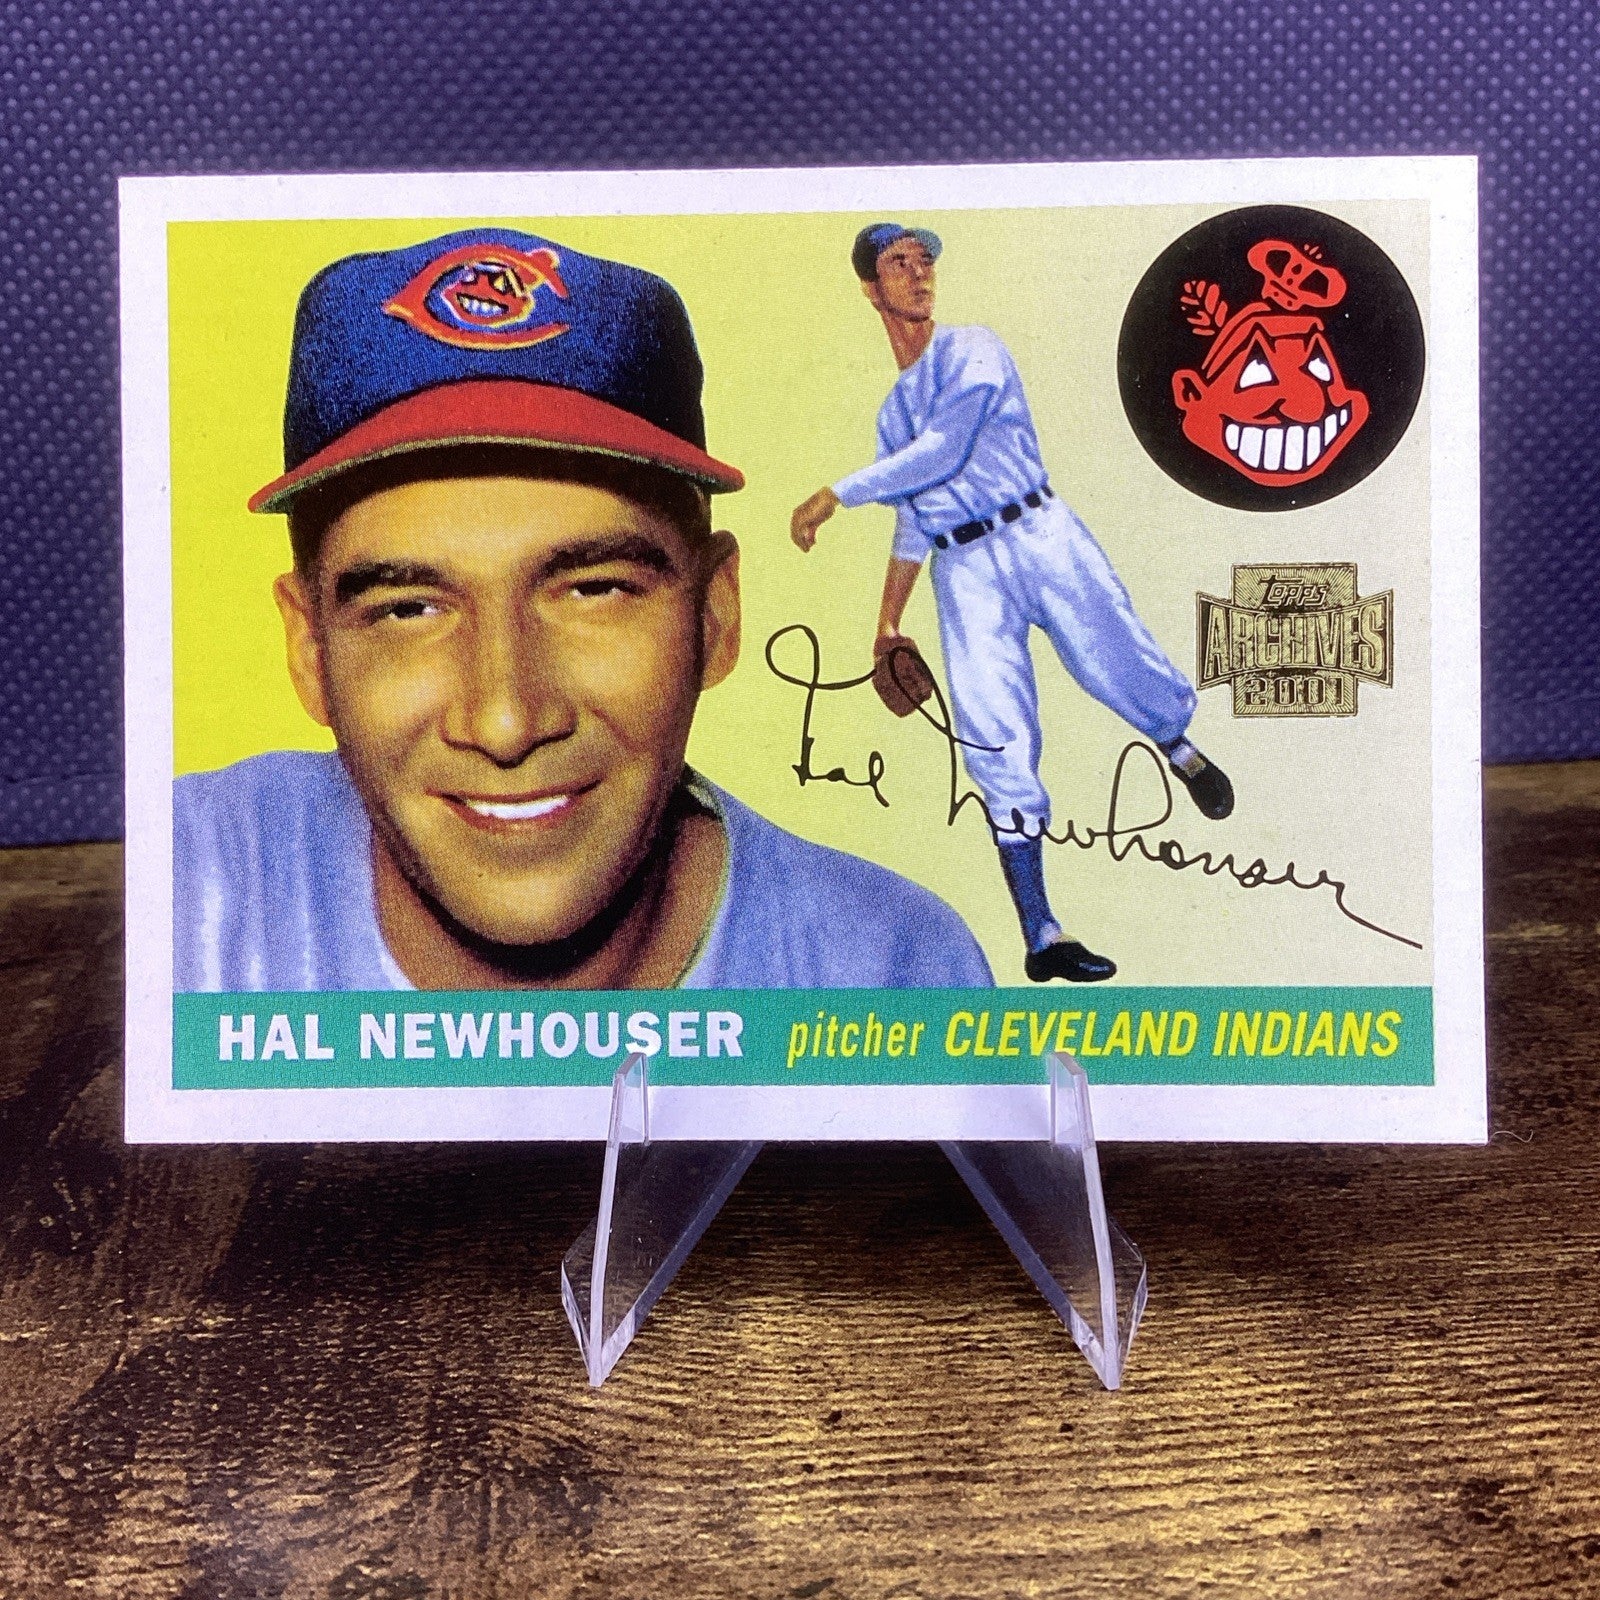 C
TOPPS
ARCHIVES
2001
Hal Newhouser
HAL NEWHOUSER pitcher CLEVELAND INDIANS